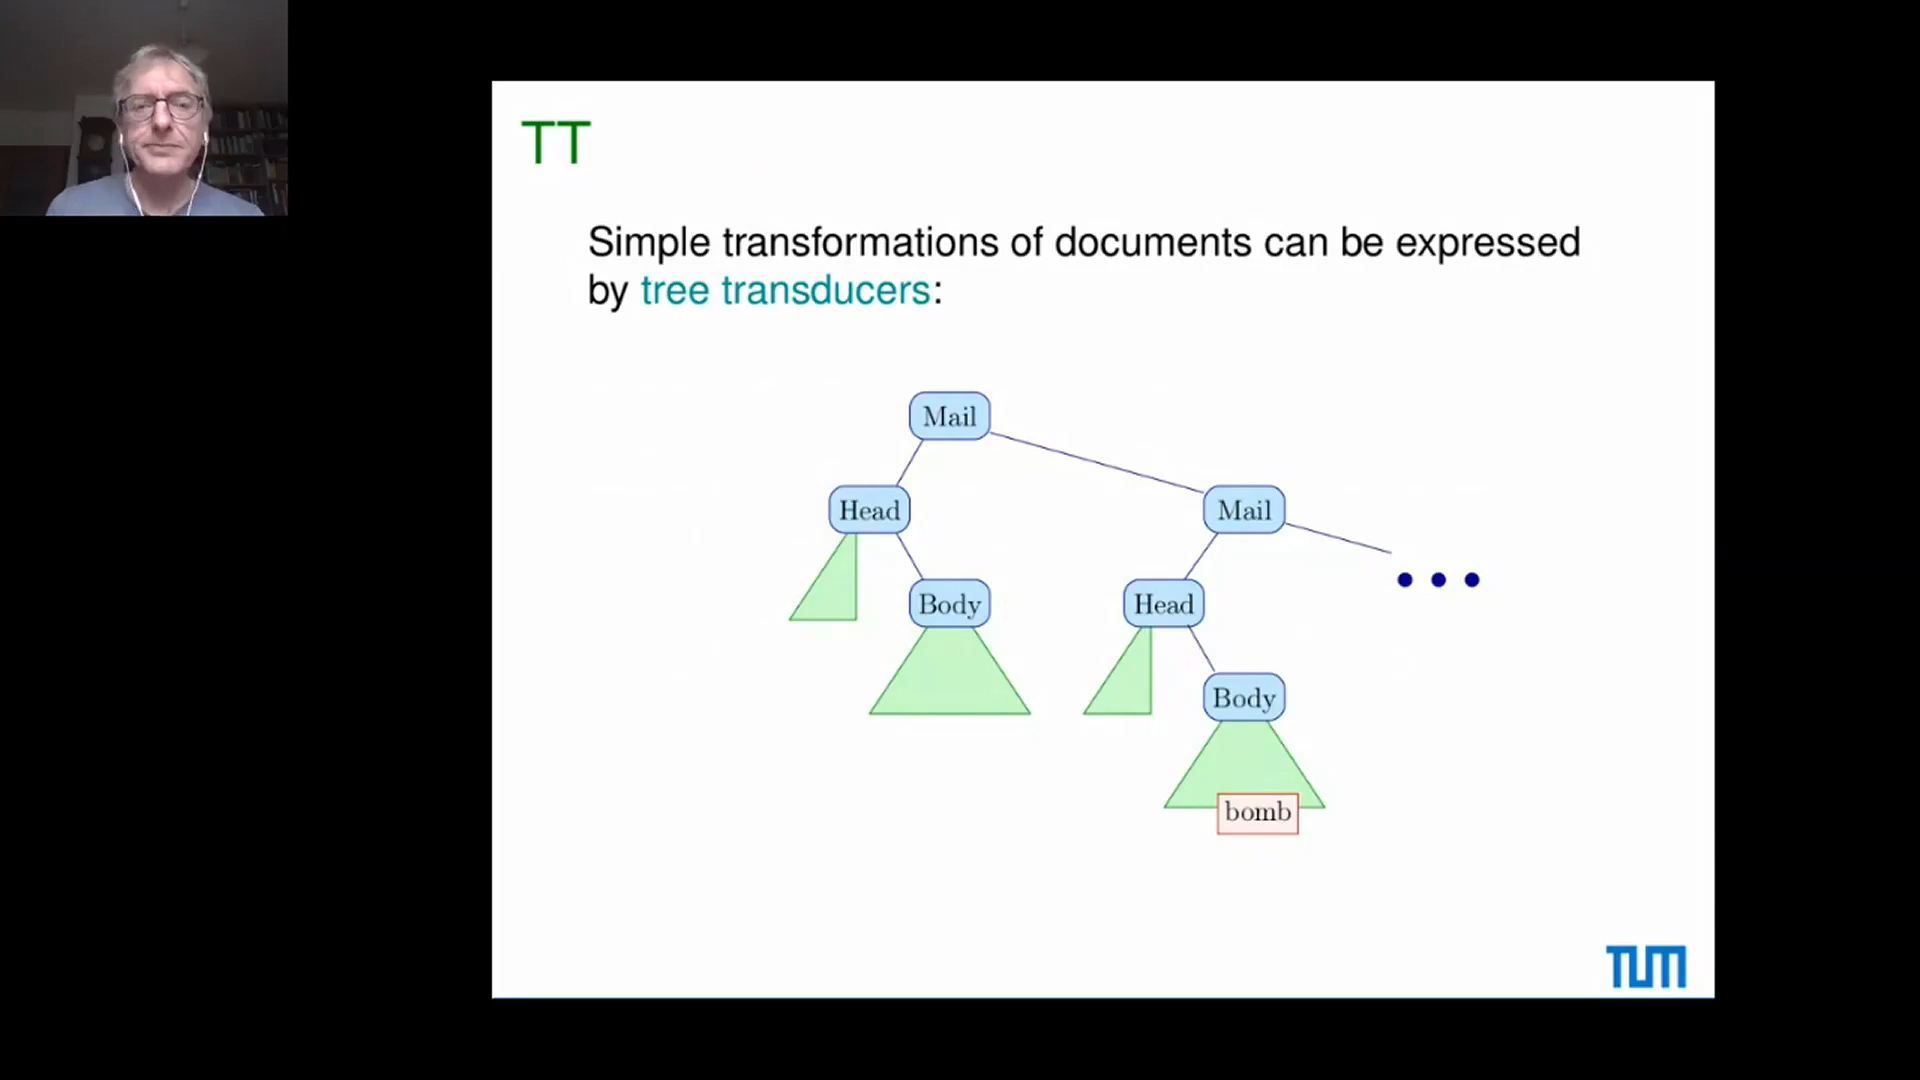 TT
Simple transformations of documents can be expressed
by tree transducers:
Mail
Head
Mail
Body
Head
Body
bomb
TUM